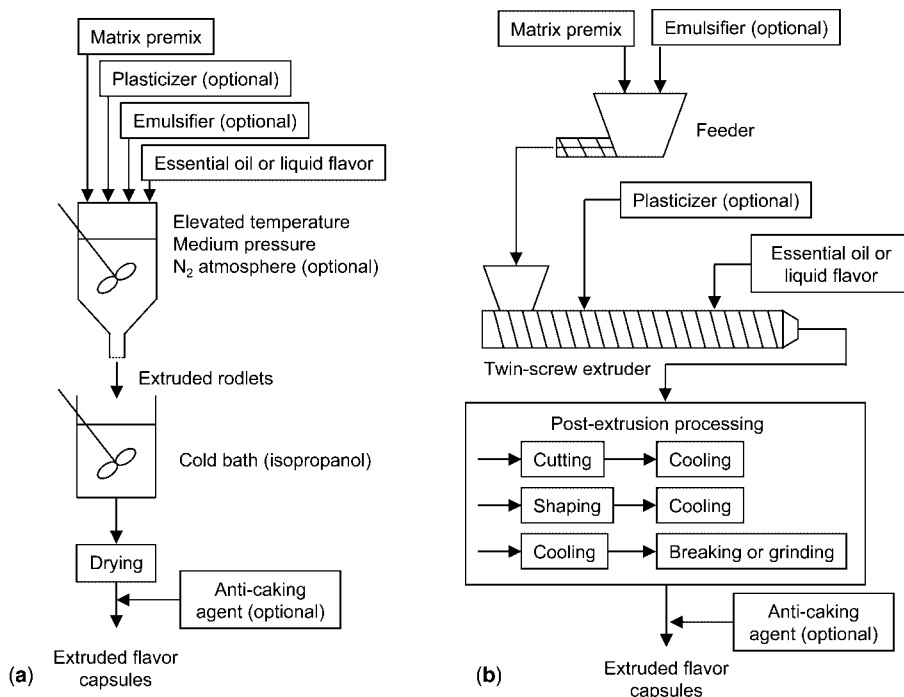 Matrix premix
Plasticizer (optional)
Emulsifier (optional)
Essential oil or liquid flavor
Elevated temperature
Medium pressure
N₂ atmosphere (optional)
Extruded rodlets
Cold bath (isopropanol)
Drying
Anti-caking
agent (optional)
Extruded flavor
capsules
(a)
Matrix premix
Emulsifier (optional)
Feeder
Plasticizer (optional)
Essential oil or
liquid flavor
Twin-screw extruder
Post-extrusion processing
Cutting
Cooling
Shaping
Cooling
Cooling
Breaking or grinding
Anti-caking
agent (optional)
Extruded flavor
capsules
(b)